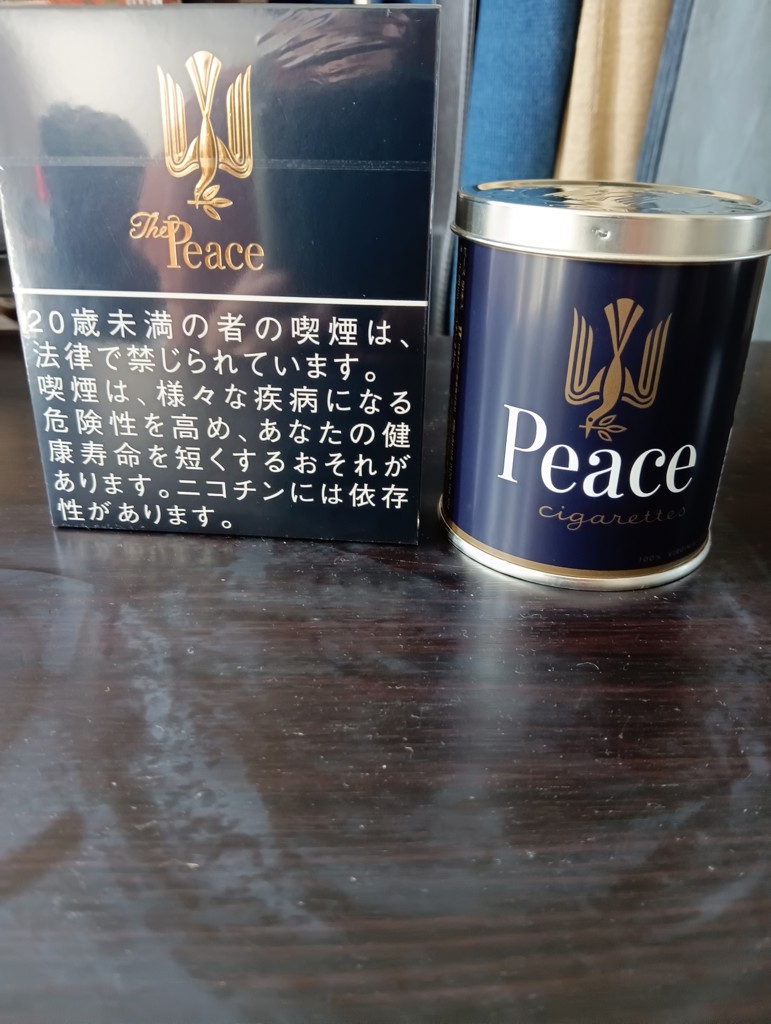 The
Peace
20歳未満の者の喫煙は、
法律で禁じられています。
喫煙は、様々な疾病になる
危険性を高め、あなたの健
康寿命を短くするおそれが
あります。ニコチンには依存
性があります。
Peace
cigarettes